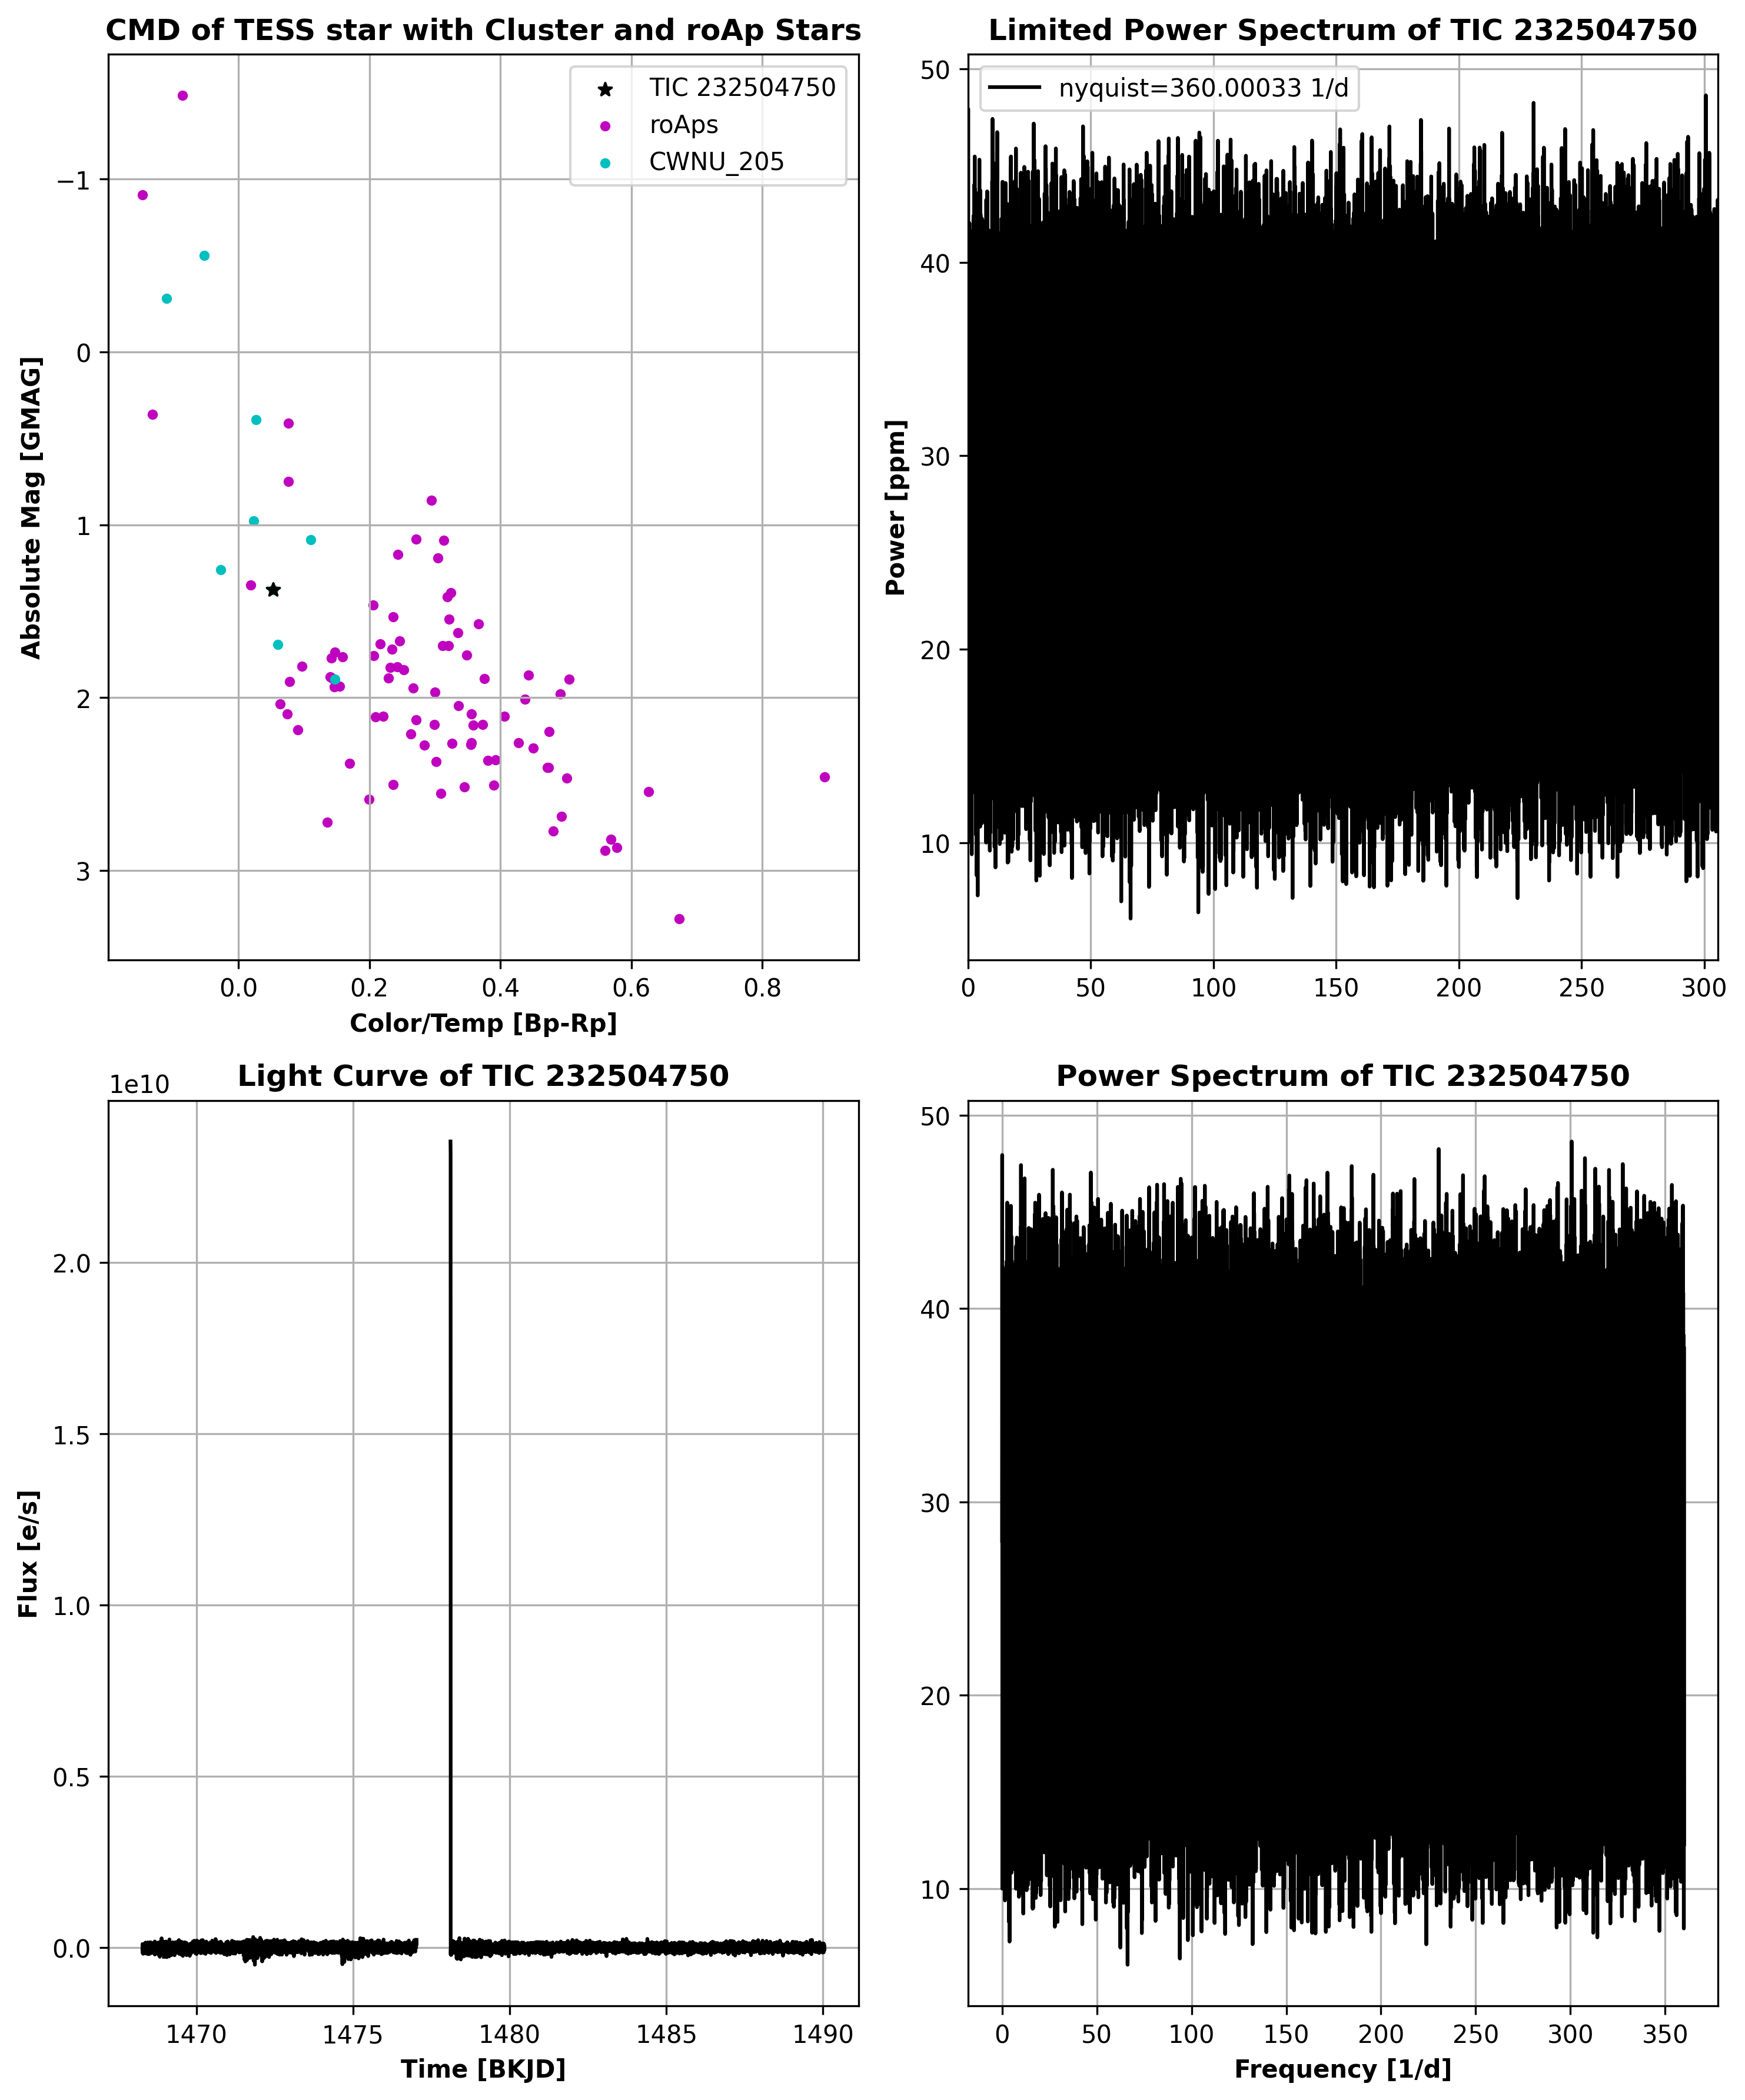 CMD of TESS star with Cluster and roAp Stars
TIC 232504750
roAps
CWNU_205
−1
0
1
2
3
Absolute Mag [GMAG]
0.0 0.2 0.4 0.6 0.8
Color/Temp [Bp-Rp]
Limited Power Spectrum of TIC 232504750
nyquist=360.00033 1/d
50
40
30
20
10
Power [ppm]
0 50 100 150 200 250 300
Light Curve of TIC 232504750
1e10
2.0
1.5
1.0
0.5
0.0
Flux [e/s]
1470 1475 1480 1485 1490
Time [BKJD]
Power Spectrum of TIC 232504750
50
40
30
20
10
0 50 100 150 200 250 300 350
Frequency [1/d]